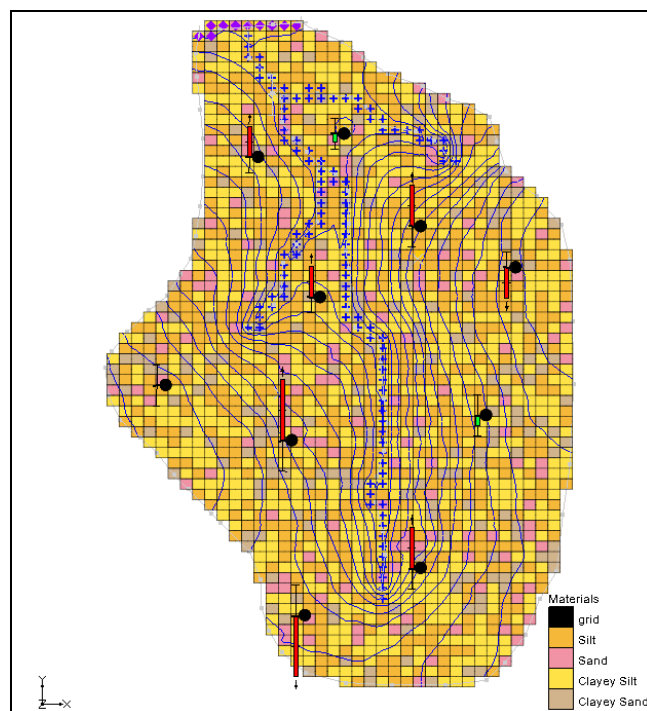 Materials
grid
Silt
Sand
Clayey Silt
Clayey Sand
Y
Z
X